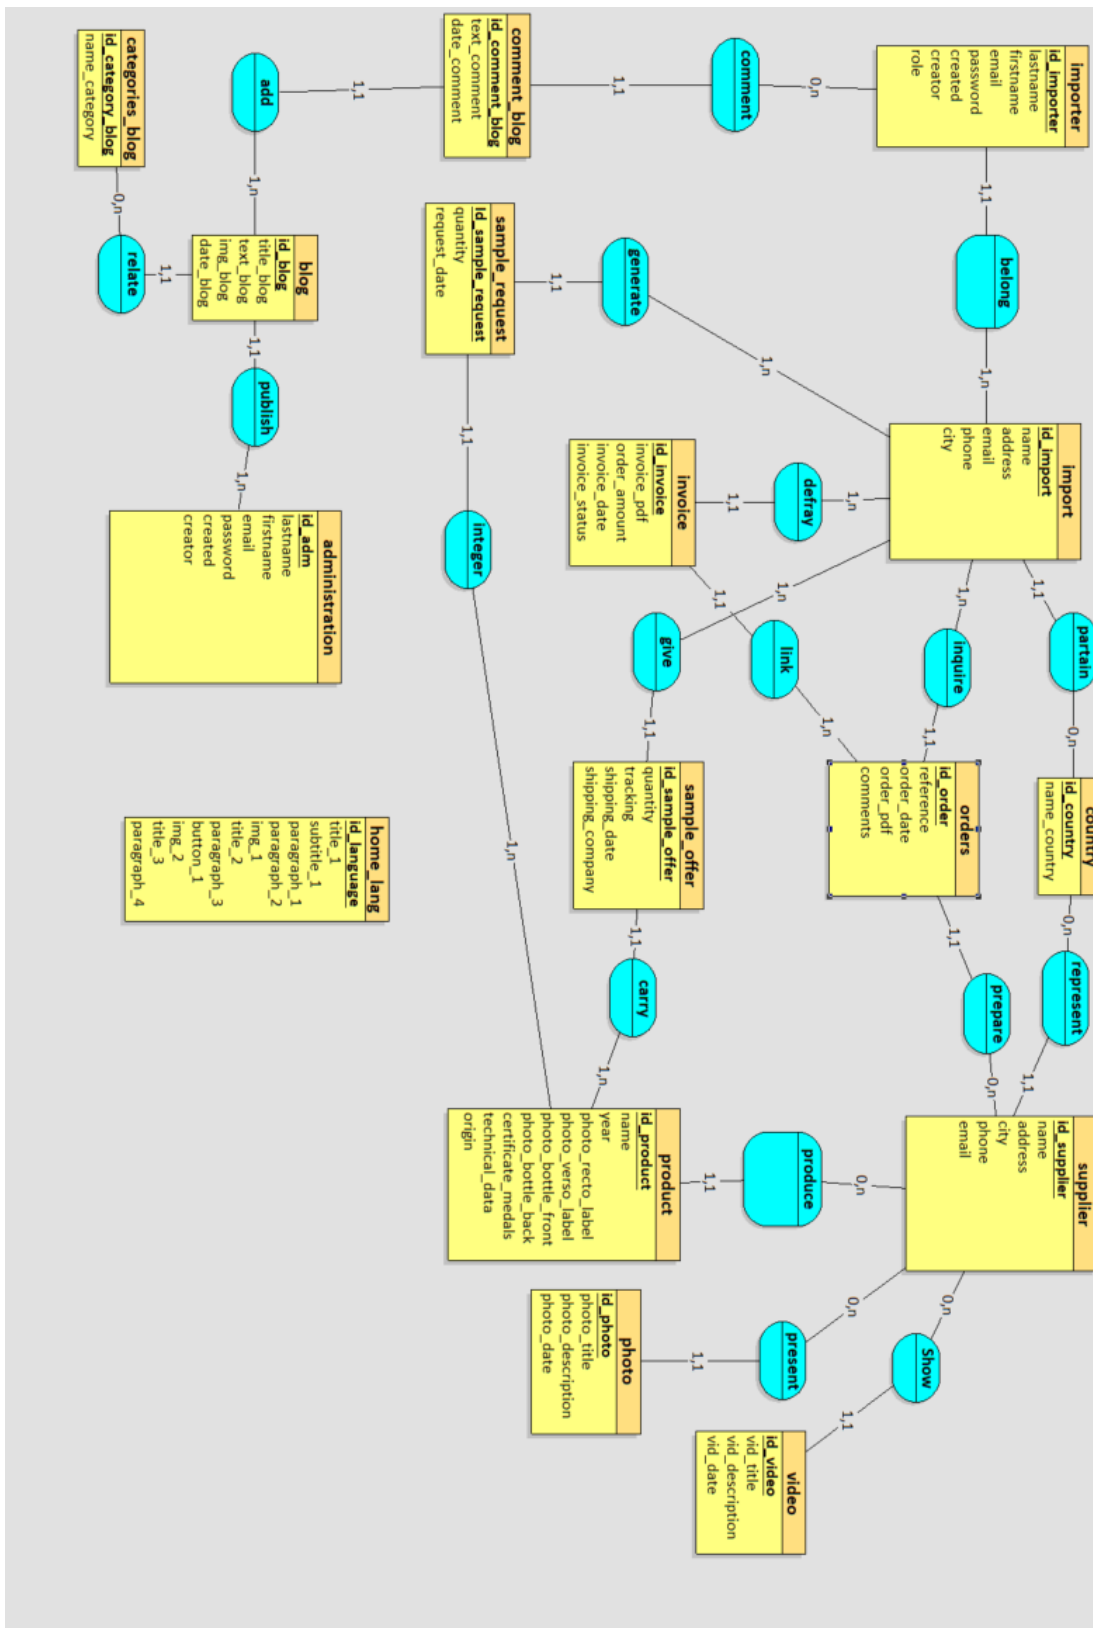 importer
id_importer
lastname
firstname
email
password
created
creator
role
0,n
comment
1,1
comment_blog
id_comment_blog
text_comment
date_comment
1,1
add
1,n
categories_blog
id_category_blog
name_category
0,n
relate
1,1
blog
id_blog
title_blog
text_blog
img_blog
date_blog
1,1
publish
1,n
administration
id_adm
lastname
firstname
email
password
created
creator
1,1
belong
1,n
import
id_import
name
address
email
phone
city
1,n
generate
1,1
sample_request
Id_sample_request
quantity
request_date
1,1
integer
1,n
1,n
defray
1,1
invoice
id_invoice
invoice_pdf
order_amount
invoice_date
invoice_status
1,1
link
1,n
1,n
give
1,1
sample_offer
id_sample_offer
quantity
tracking
shipping_date
shipping_company
1,1
carry
1,n
1,n
inquire
1,1
orders
id_order
reference
order_date
order_pdf
comments
1,1
prepare
0,n
1,1
partain
0,n
country
id_country
name_country
0,n
represent
1,1
supplier
id_supplier
name
address
city
phone
email
0,n
produce
1,1
product
id_product
name
year
photo_recto_label
photo_verso_label
photo_bottle_front
photo_bottle_back
certificate_medals
technical_data
origin
0,n
present
1,1
photo
id_photo
photo_title
photo_description
photo_date
0,n
Show
1,1
video
id_video
vid_title
vid_description
vid_date
home_lang
id_language
title_1
subtitle_1
paragraph_1
paragraph_2
img_1
title_2
paragraph_3
button_1
img_2
title_3
paragraph_4